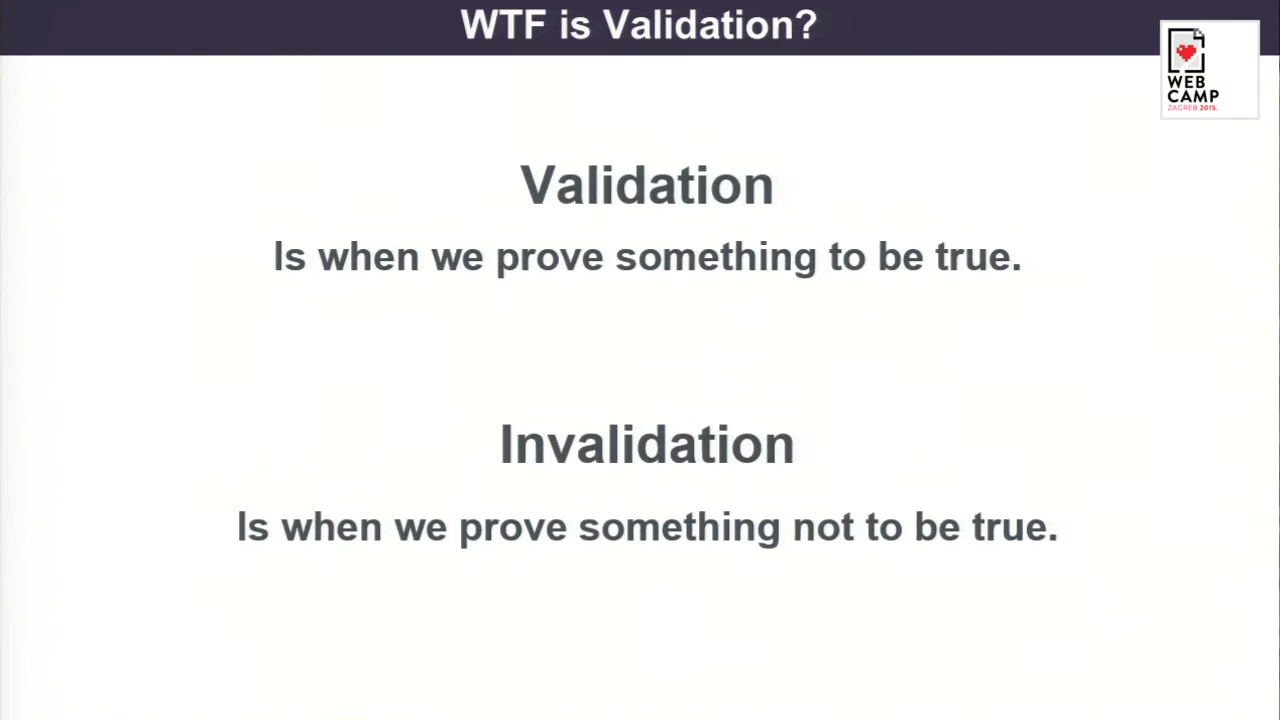 WTF is Validation?
WEB
CAMP
ZAGREB 2015.
Validation
Is when we prove something to be true.
Invalidation
Is when we prove something not to be true.